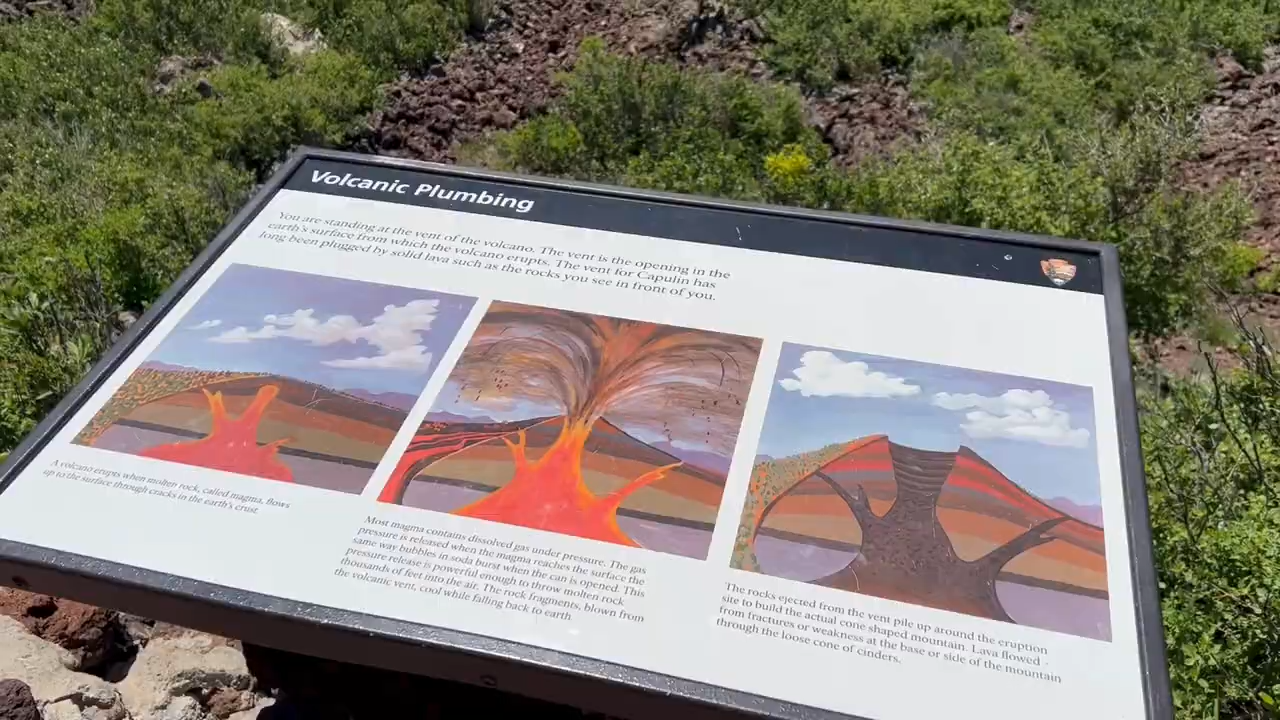 Volcanic Plumbing
You are standing at the vent of the volcano. The vent is the opening in the
earth's surface from which the volcano erupts. The vent for Capulin has
long been plugged by solid lava such as the rocks you see in front of you.
A volcano erupts when molten rock, called magma, flows
up to the surface through cracks in the earth's crust.
Most magma contains dissolved gas under pressure. The gas
pressure is released when the magma reaches the surface the
same way bubbles in soda burst when the can is opened. This
pressure release is powerful enough to throw molten rock
thousands of feet into the air. The rock fragments, blown from
the volcanic vent, cool while falling back to earth.
The rocks ejected from the vent pile up around the eruption
site to build the actual cone shaped mountain. Lava flowed
from fractures or weakness at the base or side of the mountain
through the loose cone of cinders.